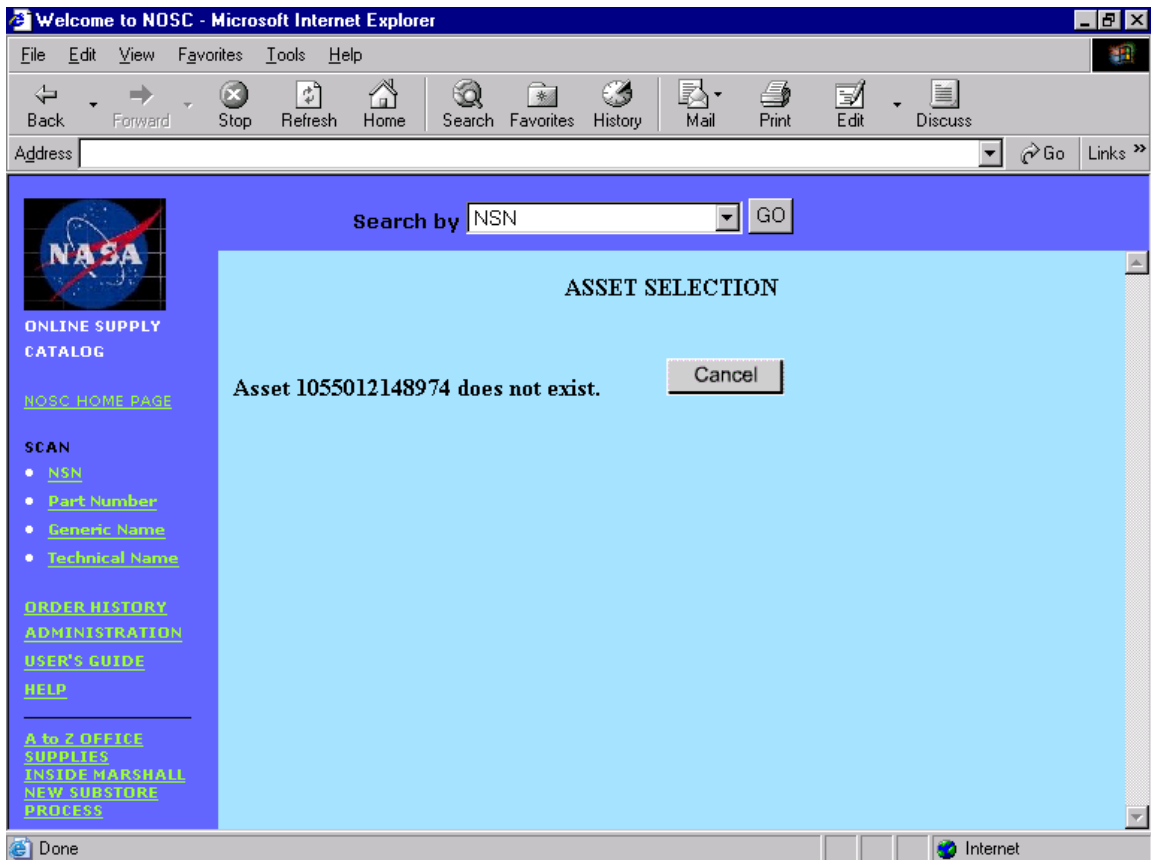 Welcome to NOSC - Microsoft Internet Explorer
File Edit View Favorites Tools Help
Back Forward Stop Refresh Home Search Favorites History Mail Print Edit Discuss
Address Go Links »
NASA
Search by NSN GO
ONLINE SUPPLY
CATALOG
NOSC HOME PAGE
SCAN
• NSN
• Part Number
• Generic Name
• Technical Name
ORDER HISTORY
ADMINISTRATION
USER'S GUIDE
HELP
A to Z OFFICE
SUPPLIES
INSIDE MARSHALL
NEW SUBSTORE
PROCESS
ASSET SELECTION
Asset 1055012148974 does not exist. Cancel
Done Internet